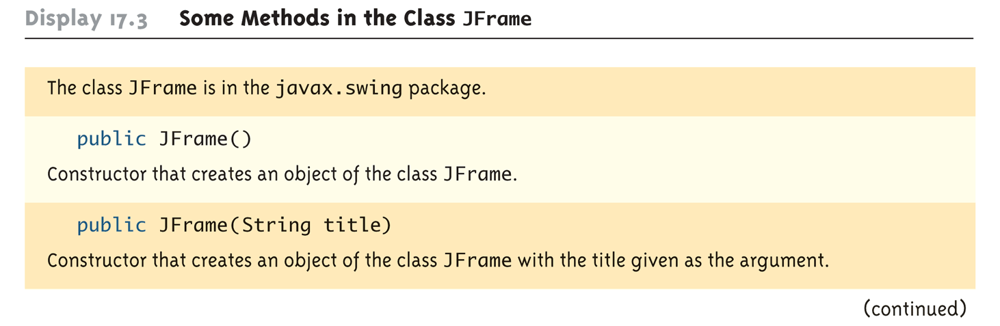 Display 17.3 Some Methods in the Class JFrame
The class JFrame is in the javax.swing package.
public JFrame()
Constructor that creates an object of the class JFrame.
public JFrame(String title)
Constructor that creates an object of the class JFrame with the title given as the argument.
(continued)